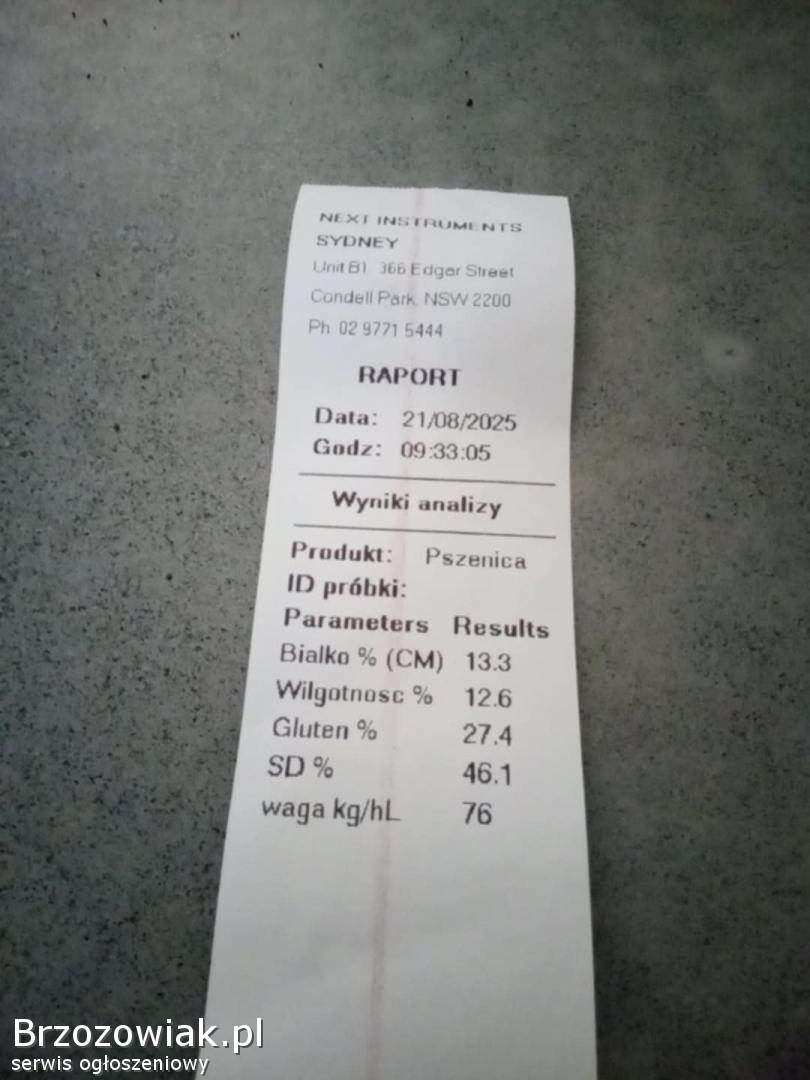 NEXT INSTRUMENTS
SYDNEY
Unit B1 366 Edgar Street
Condell Park, NSW 2200
Ph 02 9771 5444
RAPORT
Data: 21/08/2025
Godz: 09:33:05
Wyniki analizy
Produkt: Pszenica
ID próbki:
Parameters Results
Bialko % (CM) 13.3
Wilgotnosc % 12.6
Gluten % 27.4
SD % 46.1
waga kg/hL 76
Brzozowiak.pl
serwis ogłoszeniowy